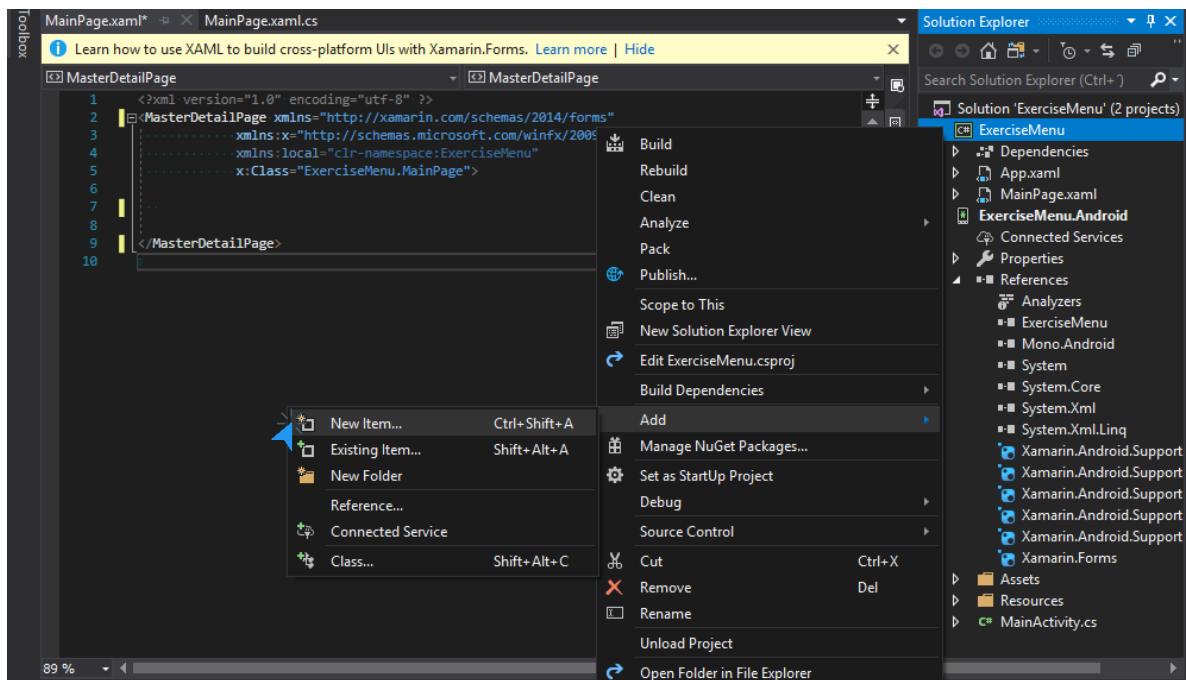 Toolbox
MainPage.xaml*
MainPage.xaml.cs
Learn how to use XAML to build cross-platform UIs with Xamarin.Forms. Learn more | Hide
MasterDetailPage
MasterDetailPage
1 <?xml version="1.0" encoding="utf-8" ?>
2 <MasterDetailPage xmlns="http://xamarin.com/schemas/2014/forms"
3 xmlns:x="http://schemas.microsoft.com/winfx/2009
4 xmlns:local="clr-namespace:ExerciseMenu"
5 x:Class="ExerciseMenu.MainPage">
6
7
8
9 </MasterDetailPage>
10
89 %
Build
Rebuild
Clean
Analyze
Pack
Publish...
Scope to This
New Solution Explorer View
Edit ExerciseMenu.csproj
Build Dependencies
Add
Manage NuGet Packages...
Set as StartUp Project
Debug
Source Control
Cut Ctrl+X
Remove Del
Rename
Unload Project
Open Folder in File Explorer
New Item... Ctrl+Shift+A
Existing Item... Shift+Alt+A
New Folder
Reference...
Connected Service
Class... Shift+Alt+C
Solution Explorer
Search Solution Explorer (Ctrl+´)
Solution 'ExerciseMenu' (2 projects)
C# ExerciseMenu
Dependencies
App.xaml
MainPage.xaml
ExerciseMenu.Android
Connected Services
Properties
References
Analyzers
ExerciseMenu
Mono.Android
System
System.Core
System.Xml
System.Xml.Linq
Xamarin.Android.Support
Xamarin.Android.Support
Xamarin.Android.Support
Xamarin.Android.Support
Xamarin.Android.Support
Xamarin.Forms
Assets
Resources
C# MainActivity.cs